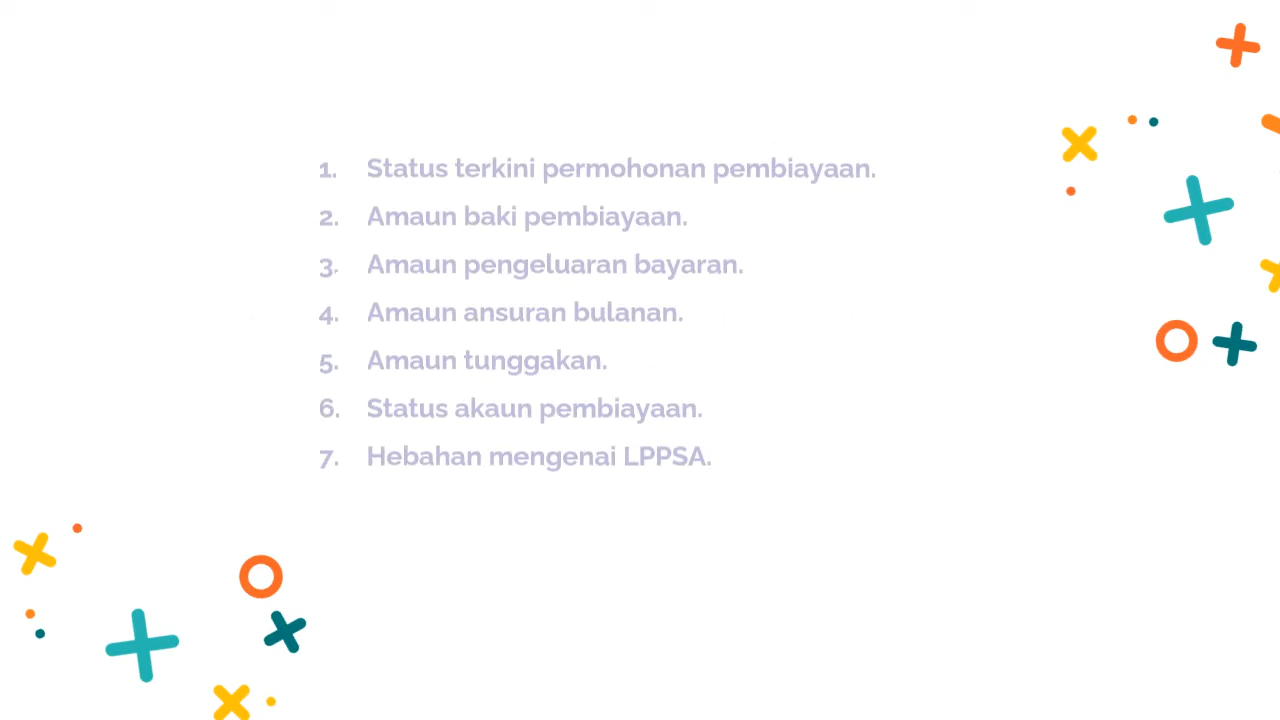 1. Status terkini permohonan pembiayaan.
2. Amaun baki pembiayaan.
3. Amaun pengeluaran bayaran.
4. Amaun ansuran bulanan.
5. Amaun tunggakan.
6. Status akaun pembiayaan.
7. Hebahan mengenai LPPSA.